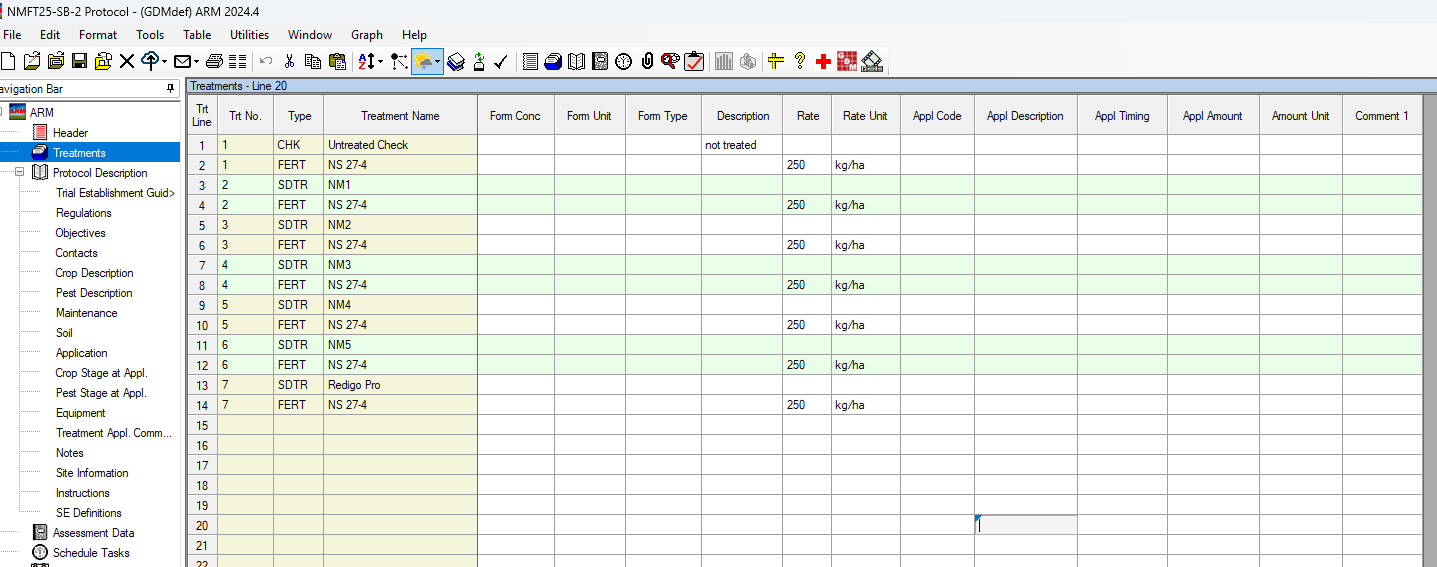 NMFT25-SB-2 Protocol - (GDMdef) ARM 2024.4
File Edit Format Tools Table Utilities Window Graph Help
avigation Bar
ARM
Header
Treatments
Protocol Description
Trial Establishment Guid>
Regulations
Objectives
Contacts
Crop Description
Pest Description
Maintenance
Soil
Application
Crop Stage at Appl.
Pest Stage at Appl.
Equipment
Treatment Appl. Comm...
Notes
Site Information
Instructions
SE Definitions
Assessment Data
Schedule Tasks
Treatments - Line 20
Trt Line Trt No. Type Treatment Name Form Conc Form Unit Form Type Description Rate Rate Unit Appl Code Appl Description Appl Timing Appl Amount Amount Unit Comment 1
1 1 CHK Untreated Check not treated
2 1 FERT NS 27-4 250 kg/ha
3 2 SDTR NM1
4 2 FERT NS 27-4 250 kg/ha
5 3 SDTR NM2
6 3 FERT NS 27-4 250 kg/ha
7 4 SDTR NM3
8 4 FERT NS 27-4 250 kg/ha
9 5 SDTR NM4
10 5 FERT NS 27-4 250 kg/ha
11 6 SDTR NM5
12 6 FERT NS 27-4 250 kg/ha
13 7 SDTR Redigo Pro
14 7 FERT NS 27-4 250 kg/ha
15
16
17
18
19
20
21
22